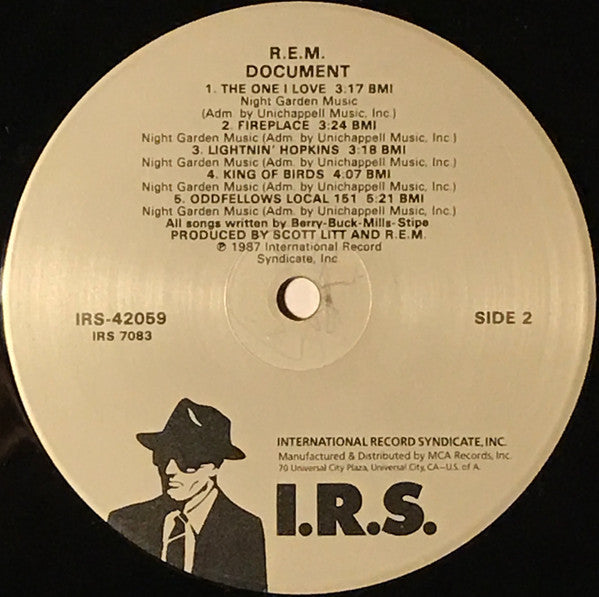 R.E.M.
DOCUMENT
1. THE ONE I LOVE 3:17 BMI
Night Garden Music
(Adm. by Unichappell Music, Inc.)
2. FIREPLACE 3:24 BMI
Night Garden Music (Adm. by Unichappell Music, Inc.)
3. LIGHTNIN' HOPKINS 3:18 BMI
Night Garden Music (Adm. by Unichappell Music, Inc.)
4. KING OF BIRDS 4:07 BMI
Night Garden Music (Adm. by Unichappell Music, Inc.)
5. ODDFELLOWS LOCAL 151 5:21 BMI
Night Garden Music (Adm. by Unichappell Music, Inc.)
All songs written by Berry-Buck-Mills-Stipe
PRODUCED BY SCOTT LITT AND R.E.M.
℗ 1987 International Record
Syndicate, Inc.
IRS-42059
IRS 7083
SIDE 2
INTERNATIONAL RECORD SYNDICATE, INC.
Manufactured & Distributed by MCA Records, Inc.
70 Universal City Plaza, Universal City, CA—U.S. of A.
I.R.S.